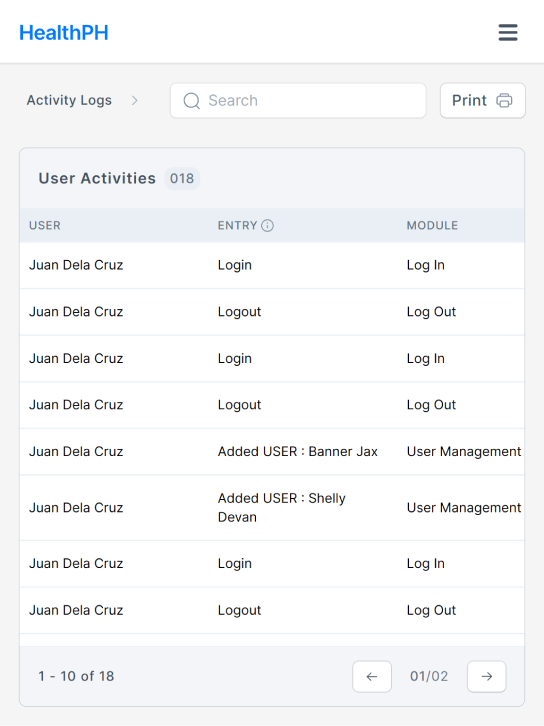 HealthPH
Activity Logs Search Print
User Activities 018
USER ENTRY MODULE
Juan Dela Cruz Login Log In
Juan Dela Cruz Logout Log Out
Juan Dela Cruz Login Log In
Juan Dela Cruz Logout Log Out
Juan Dela Cruz Added USER : Banner Jax User Management
Juan Dela Cruz Added USER : Shelly
Devan User Management
Juan Dela Cruz Login Log In
Juan Dela Cruz Logout Log Out
1 - 10 of 18 01/02